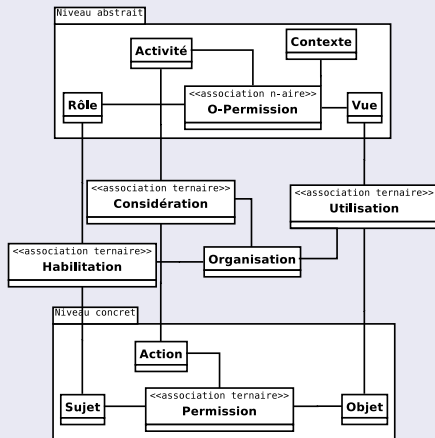 Niveau abstrait
Contexte
Activité
<<association n-aire>>
O-Permission
Rôle
Vue
<<association ternaire>>
Considération
<<association ternaire>>
Utilisation
<<association ternaire>>
Habilitation
Organisation
Niveau concret
Action
Sujet
<<association ternaire>>
Permission
Objet